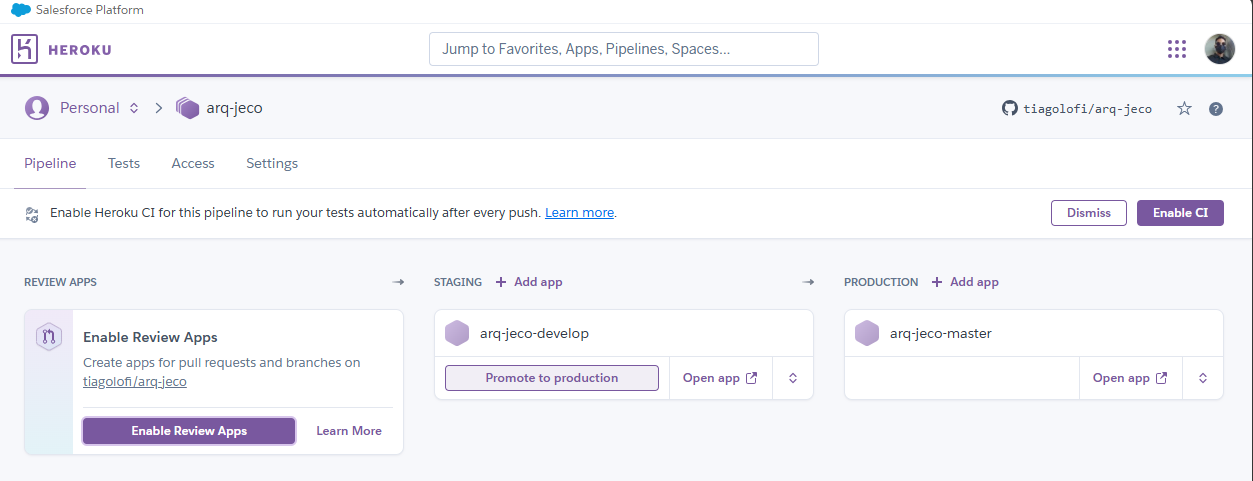 Salesforce Platform
HEROKU
Jump to Favorites, Apps, Pipelines, Spaces...
Personal
arq-jeco
tiagolofi/arq-jeco
?
Pipeline
Tests
Access
Settings
Enable Heroku CI for this pipeline to run your tests automatically after every push. Learn more.
Dismiss
Enable CI
REVIEW APPS
Enable Review Apps
Create apps for pull requests and branches on
tiagolofi/arq-jeco
Enable Review Apps
Learn More
STAGING
Add app
arq-jeco-develop
Promote to production
Open app
PRODUCTION
Add app
arq-jeco-master
Open app